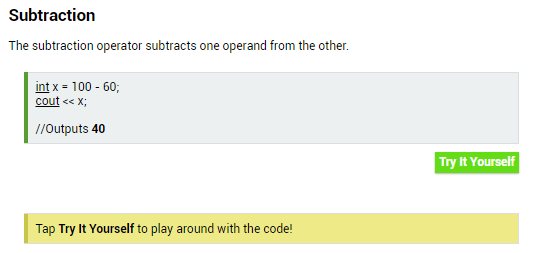 Subtraction
The subtraction operator subtracts one operand from the other.
int x = 100 - 60;
cout << x;
//Outputs 40
Try It Yourself
Tap Try It Yourself to play around with the code!